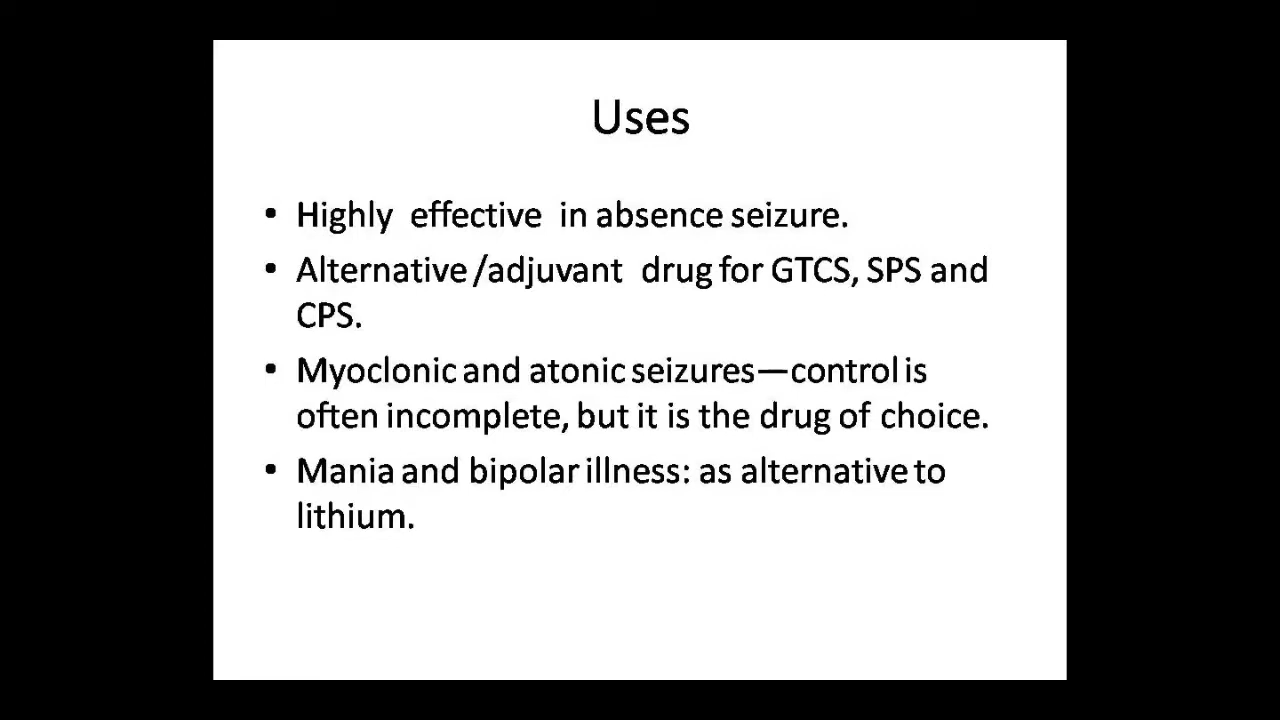 Uses
• Highly effective in absence seizure.
• Alternative/adjuvant drug for GTCS, SPS and
CPS.
• Myoclonic and atonic seizures—control is
often incomplete, but it is the drug of choice.
• Mania and bipolar illness: as alternative to
lithium.